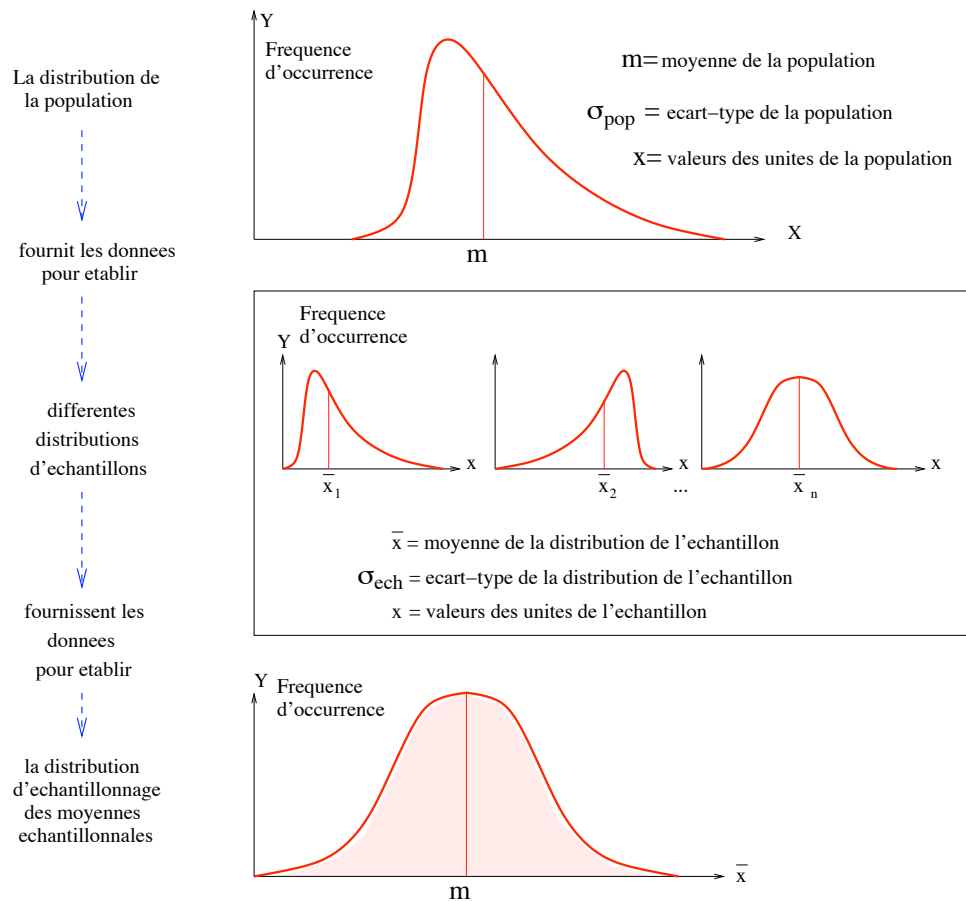 La distribution de
la population
fournit les donnees
pour etablir
differentes
distributions
d'echantillons
fournissent les
donnees
pour etablir
la distribution
d'echantillonnage
des moyennes
echantillonnales
Y
Frequence
d'occurrence
m= moyenne de la population
σpop = ecart–type de la population
x= valeurs des unites de la population
X
m
Frequence
d'occurrence
Y
x
x̅1
x
x̅2
...
x
x̅n
x̅ = moyenne de la distribution de l'echantillon
σech = ecart–type de la distribution de l'echantillon
x = valeurs des unites de l'echantillon
Y
Frequence
d'occurrence
m
x̅